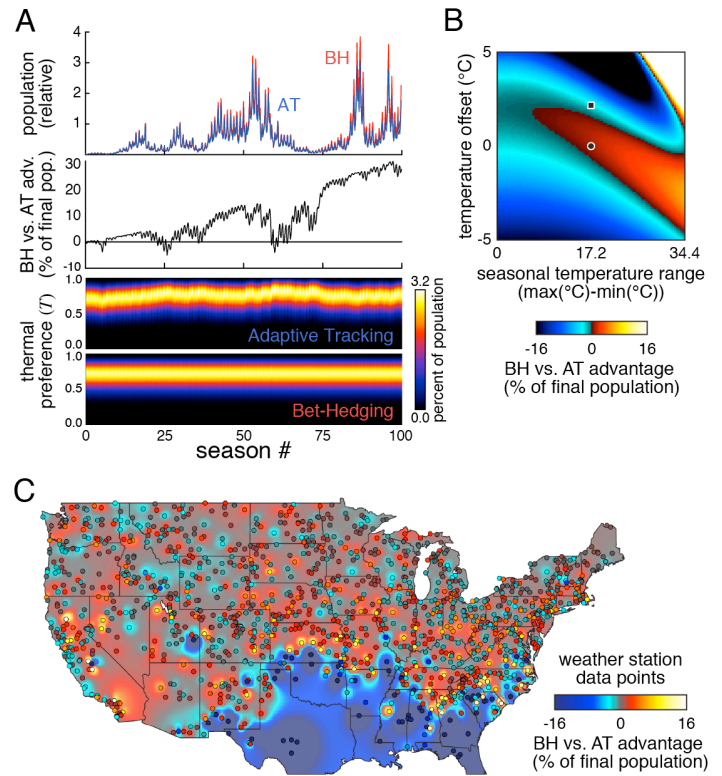 A
population
(relative)
4
3
2
1
BH
AT
BH vs. AT adv.
(% of final pop.)
30
20
10
0
-10
thermal
preference (T)
1.0
0.5
0.0
Adaptive Tracking
1.0
0.5
0.0
Bet-Hedging
3.2
0.0
percent of population
0
25
50
75
100
season #
B
temperature offset (°C)
5
0
-5
0
17.2
34.4
seasonal temperature range
(max(°C)-min(°C))
-16
0
16
BH vs. AT advantage
(% of final population)
C
weather station
data points
-16
0
16
BH vs. AT advantage
(% of final population)